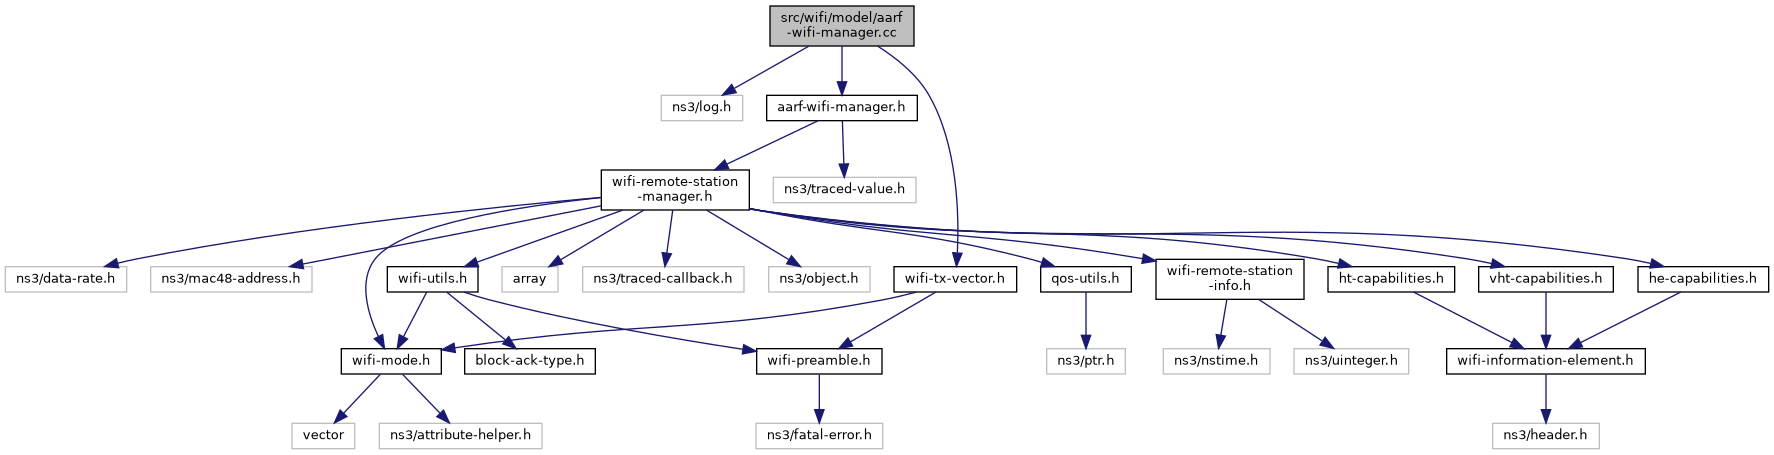 src/wifi/model/aarf
-wifi-manager.cc
ns3/log.h
aarf-wifi-manager.h
wifi-remote-station
-manager.h
ns3/traced-value.h
ns3/data-rate.h
ns3/mac48-address.h
wifi-utils.h
array
ns3/traced-callback.h
ns3/object.h
wifi-tx-vector.h
qos-utils.h
wifi-remote-station
-info.h
ht-capabilities.h
vht-capabilities.h
he-capabilities.h
wifi-mode.h
block-ack-type.h
wifi-preamble.h
ns3/ptr.h
ns3/nstime.h
ns3/uinteger.h
wifi-information-element.h
vector
ns3/attribute-helper.h
ns3/fatal-error.h
ns3/header.h